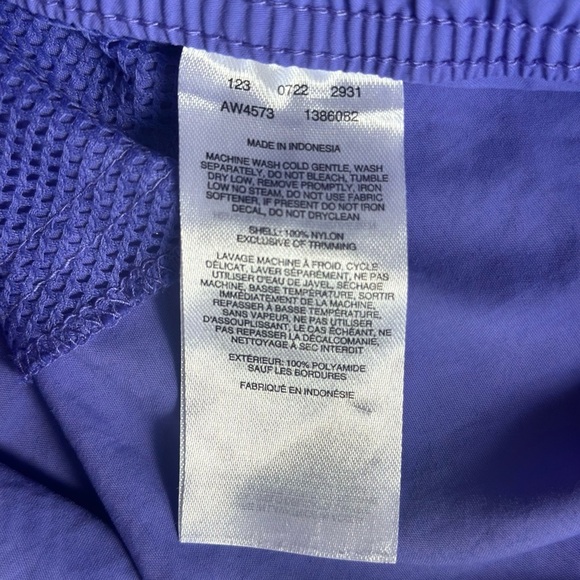 123 0722 2931
AW4573 1386082
MADE IN INDONESIA
MACHINE WASH COLD GENTLE, WASH
SEPARATELY, DO NOT BLEACH, TUMBLE
DRY LOW, REMOVE PROMPTLY, IRON
LOW NO STEAM, DO NOT USE FABRIC
SOFTENER, IF PRESENT DO NOT IRON
DECAL, DO NOT DRYCLEAN
SHELL: 100% NYLON
EXCLUSIVE OF TRIMMING
LAVAGE MACHINE À FROID, CYCLE
DÉLICAT, LAVER SÉPARÉMENT, NE PAS
UTILISER D'EAU DE JAVEL, SÉCHAGE
MACHINE, BASSE TEMPÉRATURE, SORTIR
IMMÉDIATEMENT DE LA MACHINE,
REPASSER À BASSE TEMPÉRATURE,
SANS VAPEUR, NE PAS UTILISER
D'ASSOUPLISSANT, LE CAS ÉCHÉANT, NE
PAS REPASSER LA DÉCALCOMANIE,
NETTOYAGE À SEC INTERDIT
EXTÉRIEUR: 100% POLYAMIDE
SAUF LES BORDURES
FABRIQUÉ EN INDONÉSIE